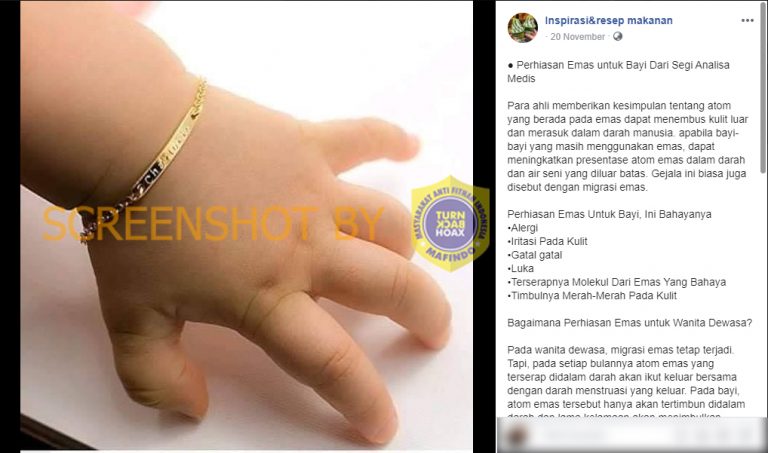 Inspirasi&resep makanan
· 20 November ·
● Perhiasan Emas untuk Bayi Dari Segi Analisa
Medis
Para ahli memberikan kesimpulan tentang atom
yang berada pada emas dapat menembus kulit luar
dan merasuk dalam darah manusia. apabila bayi-
bayi yang masih menggunakan emas, dapat
meningkatkan presentase atom emas dalam darah
dan air seni yang diluar batas. Gejala ini biasa juga
disebut dengan migrasi emas.
Perhiasan Emas Untuk Bayi, Ini Bahayanya
•Alergi
•Iritasi Pada Kulit
•Gatal gatal
•Luka
•Terserapnya Molekul Dari Emas Yang Bahaya
•Timbulnya Merah-Merah Pada Kulit
Bagaimana Perhiasan Emas untuk Wanita Dewasa?
Pada wanita dewasa, migrasi emas tetap terjadi.
Tapi, pada setiap bulannya atom emas yang
terserap didalam darah akan ikut keluar bersama
dengan darah menstruasi yang keluar. Pada bayi,
atom emas tersebut hanya akan tertimbun didalam
SCREENSHOT BY
MASYARAKAT ANTI FITNAH INDONESIA
TURN
BACK
HOAX
MAFINDO